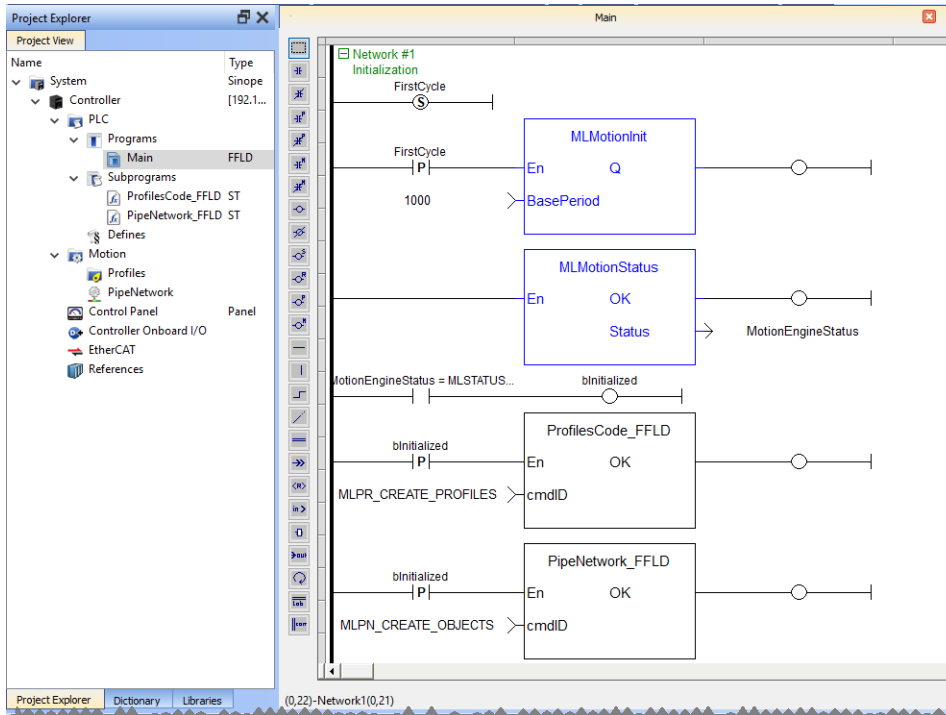 Project Explorer
Project View
Name Type
System Sinope
Controller [192.1...
PLC
Programs
Main FFLD
Subprograms
ProfilesCode_FFLD ST
PipeNetwork_FFLD ST
Defines
Motion
Profiles
PipeNetwork
Control Panel Panel
Controller Onboard I/O
EtherCAT
References
Project Explorer Dictionary Libraries
Main
Network #1
Initialization
FirstCycle
S
MLMotionInit
FirstCycle
P
En Q
1000 BasePeriod
MLMotionStatus
En OK
Status MotionEngineStatus
MotionEngineStatus = MLSTATUS... bInitialized
ProfilesCode_FFLD
bInitialized
P
En OK
MLPR_CREATE_PROFILES cmdID
PipeNetwork_FFLD
bInitialized
P
En OK
MLPN_CREATE_OBJECTS cmdID
(0,22)-Network1(0,21)